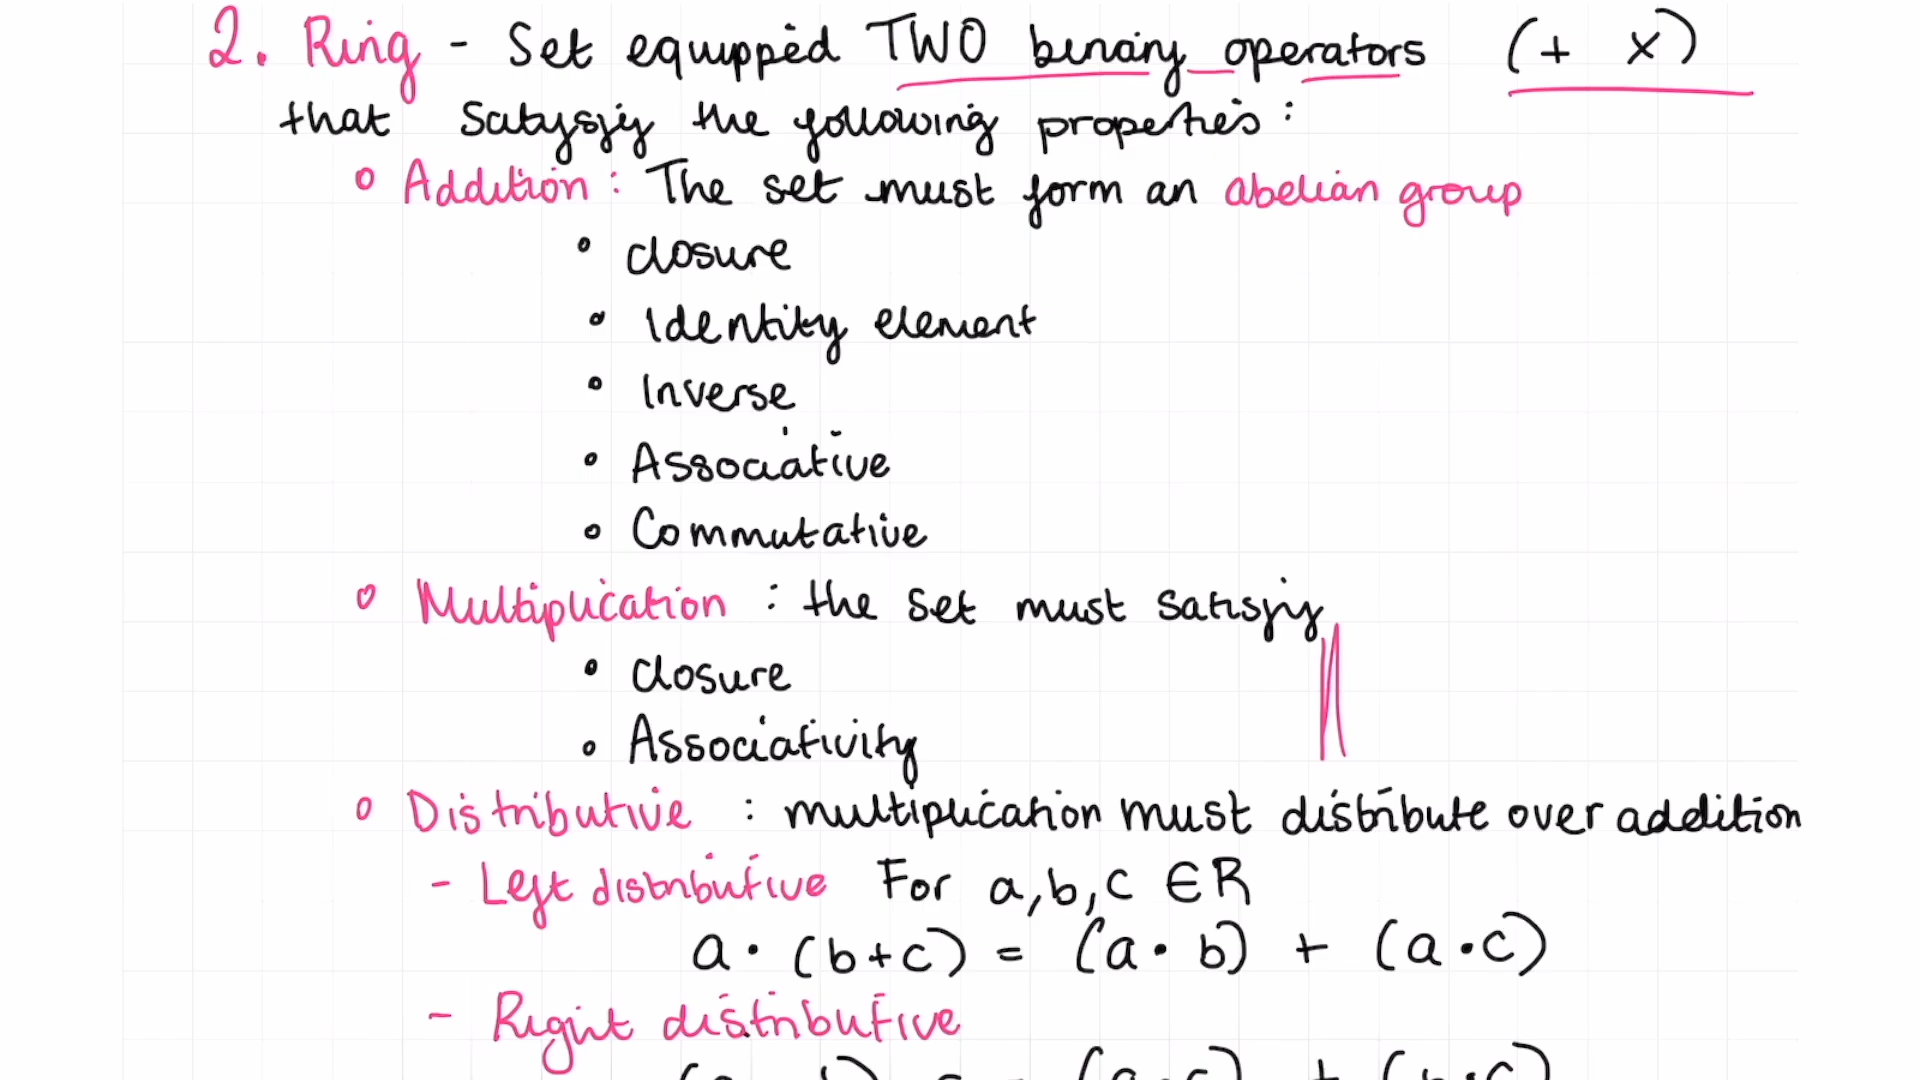 2. Ring - Set equipped TWO binary operators (+ x)
that satisfy the following properties:
Addition: The set must form an abelian group
closure
Identity element
Inverse
Associative
Commutative
Multiplication : the set must satisfy
closure
Associativity
Distributive : multiplication must distribute over addition
- Left distributive For a,b,c ∈ R
a · (b+c) = (a · b) + (a · c)
- Right distributive